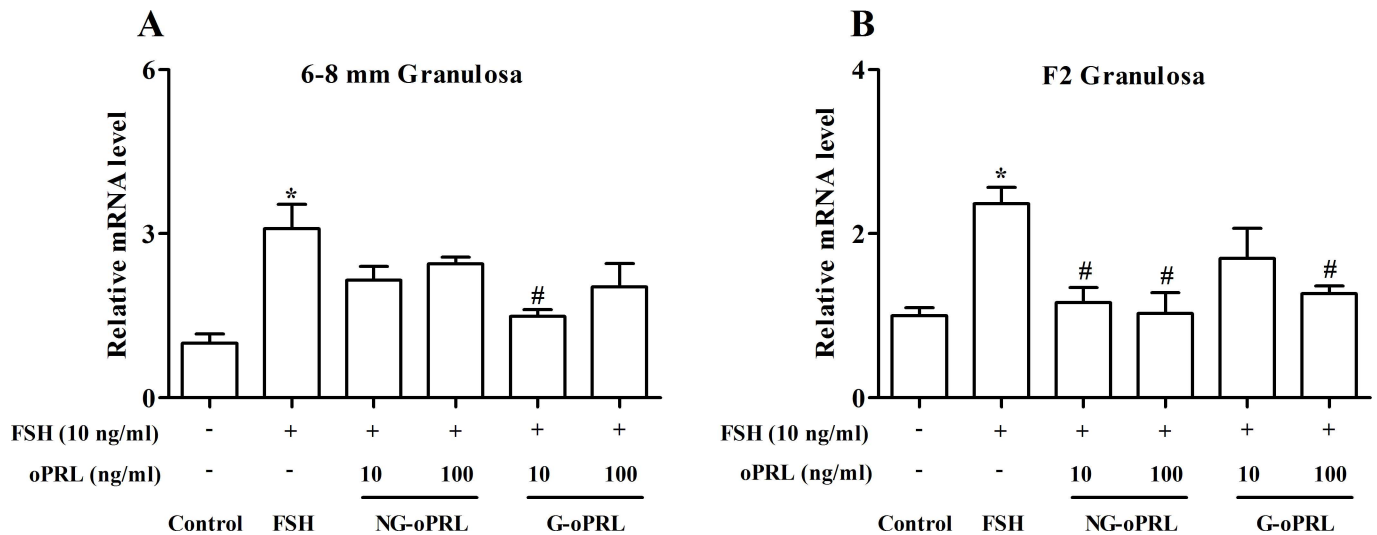 A
6-8 mm Granulosa
Relative mRNA level
6
3
0
*
#
FSH (10 ng/ml) - + + + + +
oPRL (ng/ml) - - 10 100 10 100
Control FSH NG-oPRL G-oPRL
B
F2 Granulosa
Relative mRNA level
4
2
0
*
# # #
FSH (10 ng/ml) - + + + + +
oPRL (ng/ml) - - 10 100 10 100
Control FSH NG-oPRL G-oPRL